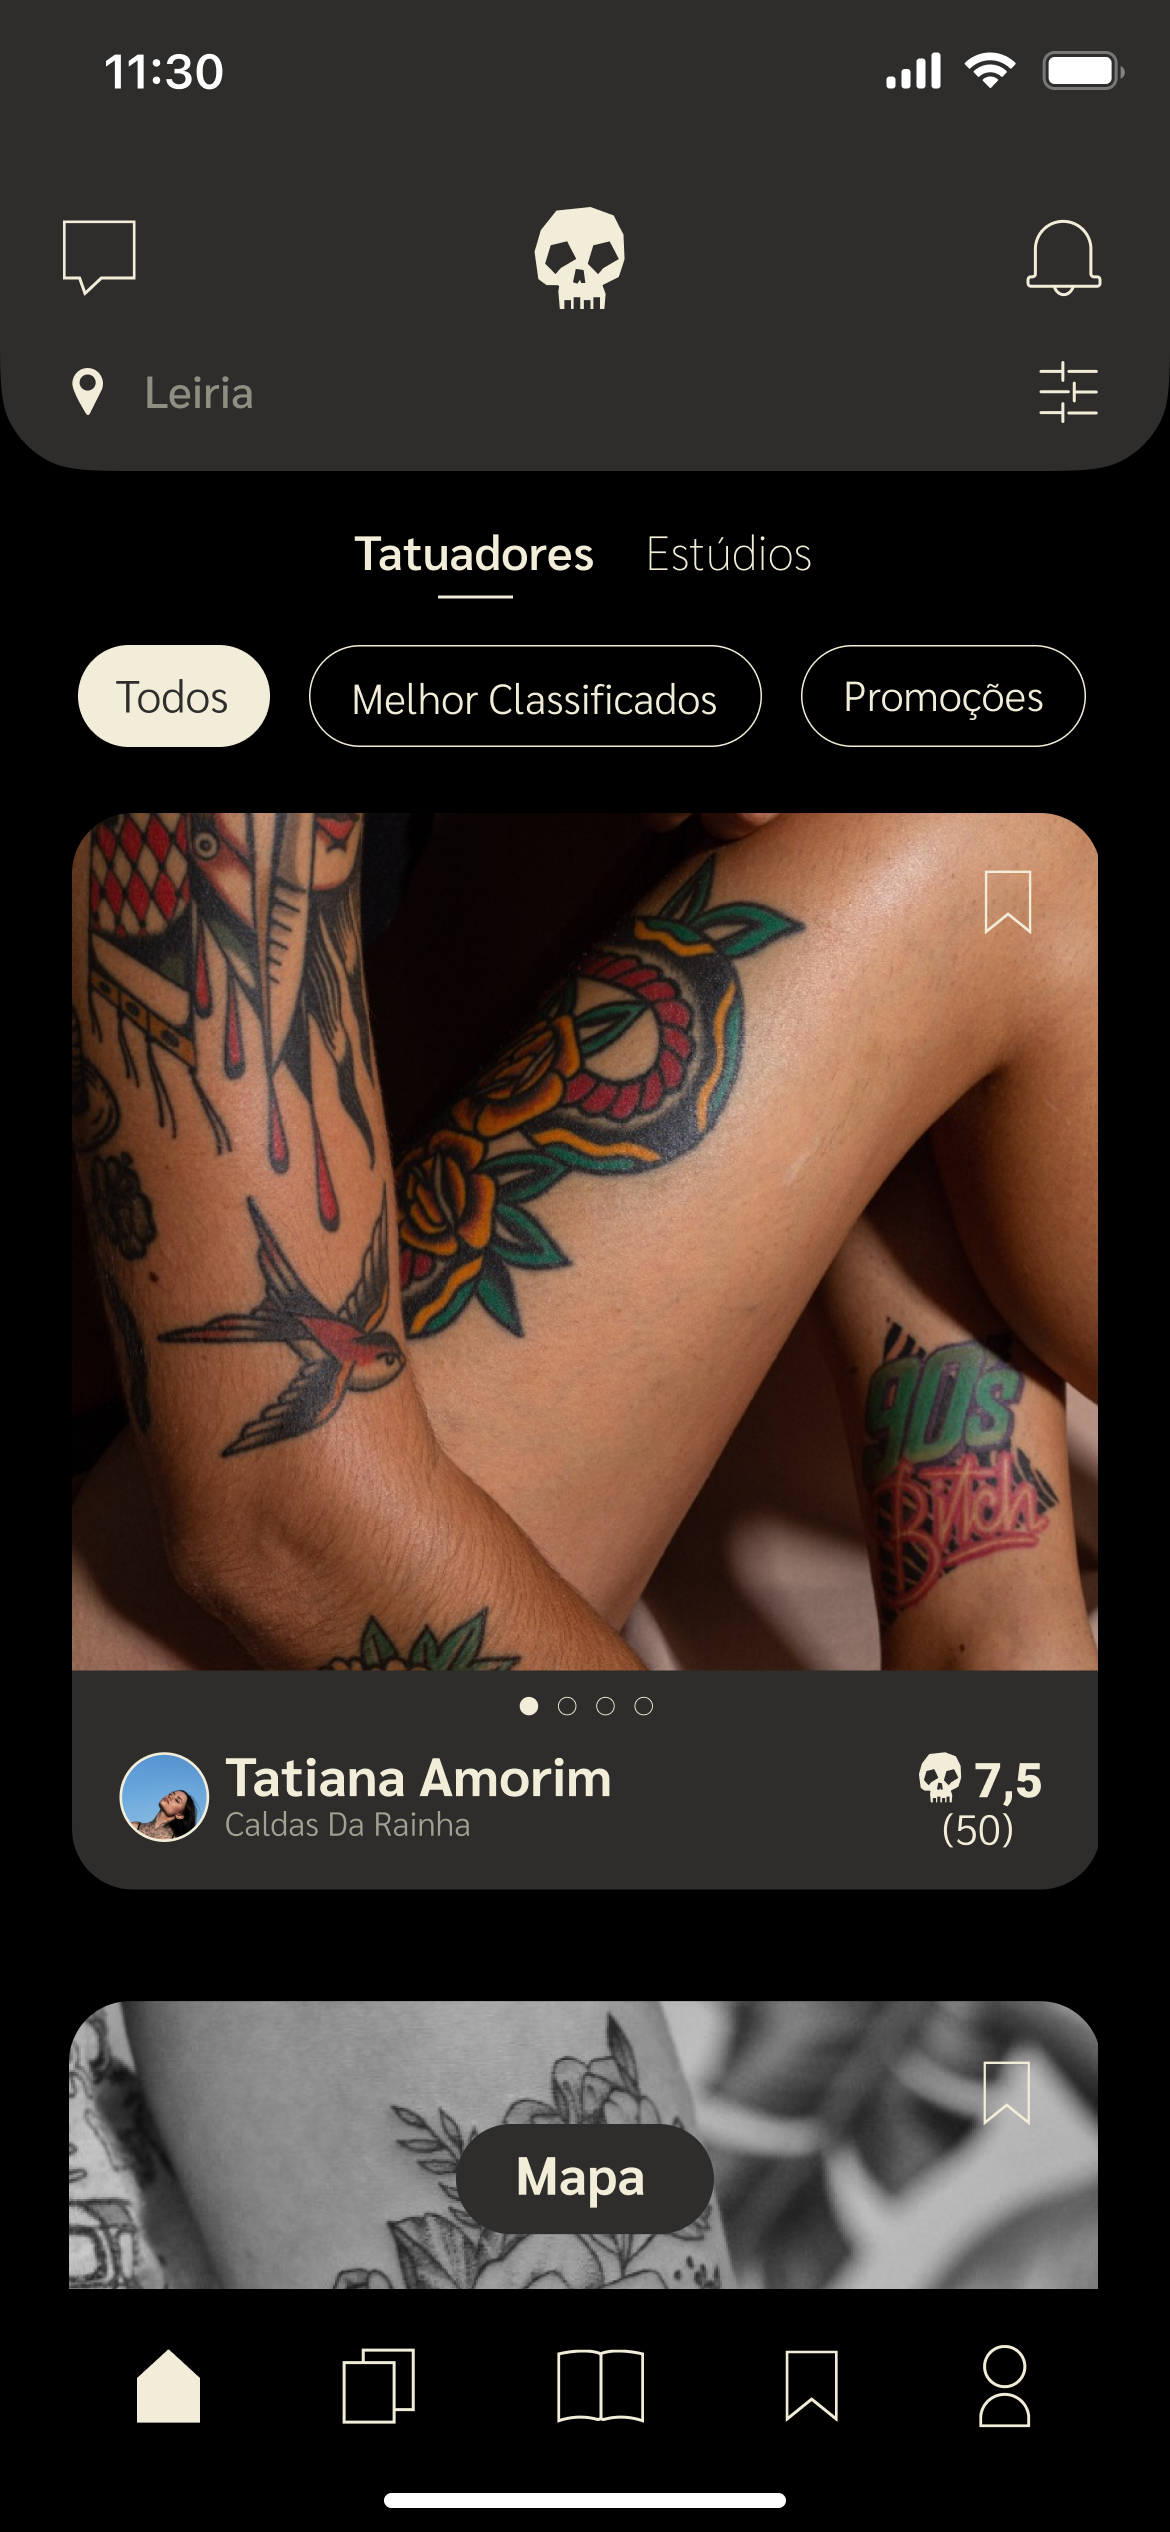 11:30
Leiria
Tatuadores Estúdios
Todos Melhor Classificados Promoções
90s
Bitch
Tatiana Amorim 7,5
Caldas Da Rainha (50)
Mapa